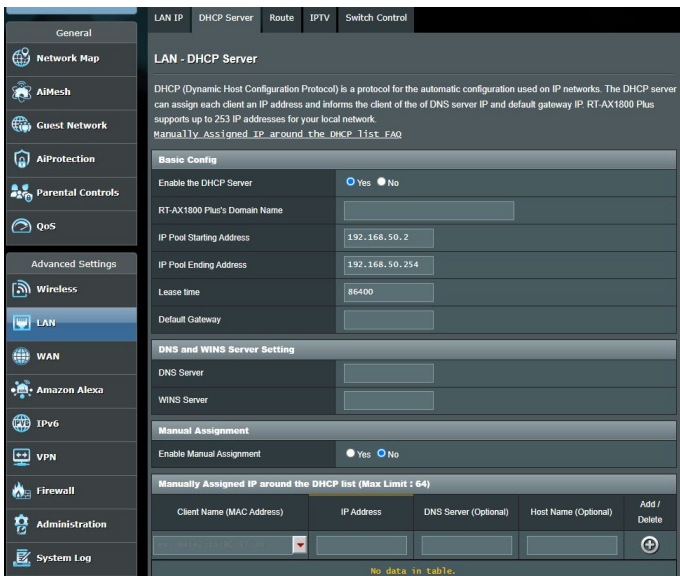 LAN IP DHCP Server Route IPTV Switch Control
General
Network Map
AiMesh
Guest Network
AiProtection
Parental Controls
QoS
Advanced Settings
Wireless
LAN
WAN
Amazon Alexa
IPv6
VPN
Firewall
Administration
System Log
LAN - DHCP Server
DHCP (Dynamic Host Configuration Protocol) is a protocol for the automatic configuration used on IP networks. The DHCP server
can assign each client an IP address and informs the client of the of DNS server IP and default gateway IP. RT-AX1800 Plus
supports up to 253 IP addresses for your local network.
Manually Assigned IP around the DHCP list FAQ
Basic Config
Enable the DHCP Server Yes No
RT-AX1800 Plus's Domain Name
IP Pool Starting Address 192.168.50.2
IP Pool Ending Address 192.168.50.254
Lease time 86400
Default Gateway
DNS and WINS Server Setting
DNS Server
WINS Server
Manual Assignment
Enable Manual Assignment Yes No
Manually Assigned IP around the DHCP list (Max Limit : 64)
Client Name (MAC Address) IP Address DNS Server (Optional) Host Name (Optional) Add /
Delete
No data in table.